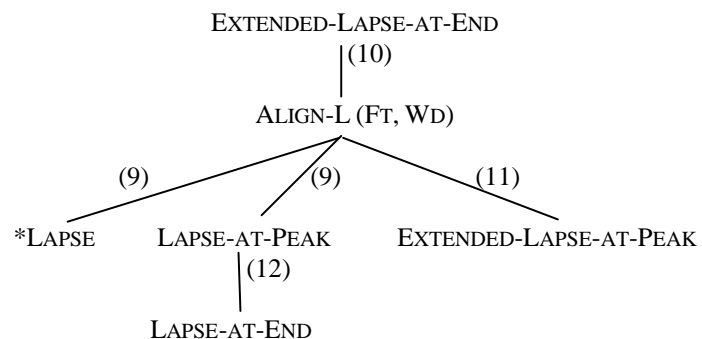 EXTENDED-LAPSE-AT-END
(10)
ALIGN-L (FT, WD)
(9) (9) (11)
*LAPSE LAPSE-AT-PEAK EXTENDED-LAPSE-AT-PEAK
(12)
LAPSE-AT-END